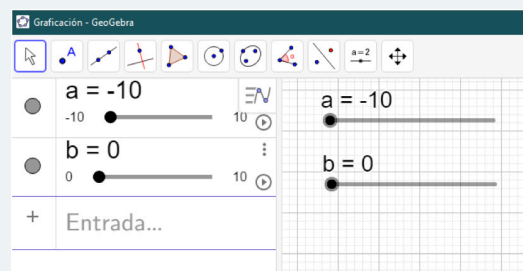 Graficación - GeoGebra
A
a=2
a = -10
-10 10
b = 0
0 10
+ Entrada...
a = -10
b = 0